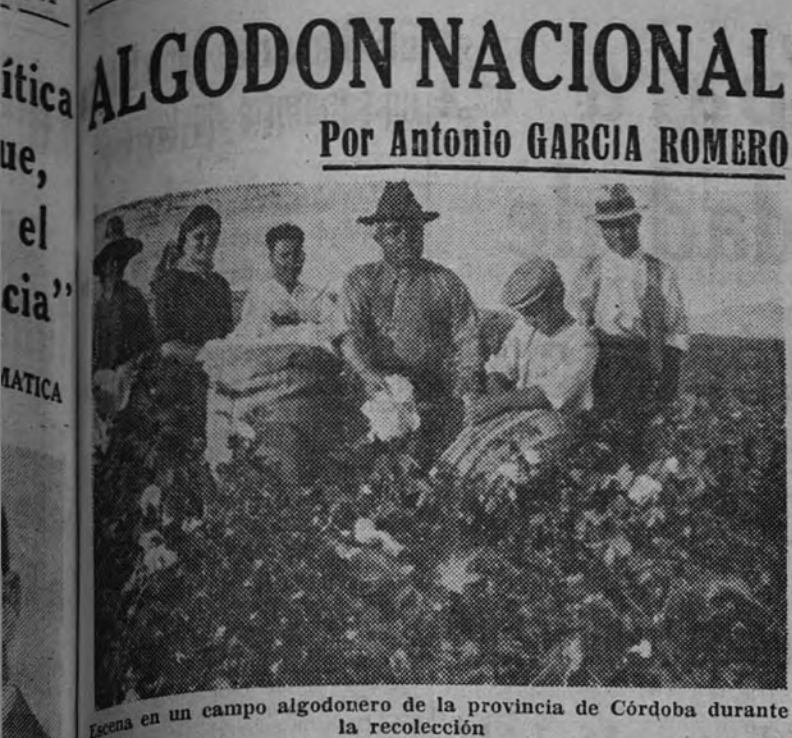 ítica
ue,
el
cia"
MATICA
ALGODON NACIONAL
Por Antonio GARCIA ROMERO
Escena en un campo algodonero de la provincia de Córdoba durante
la recolección